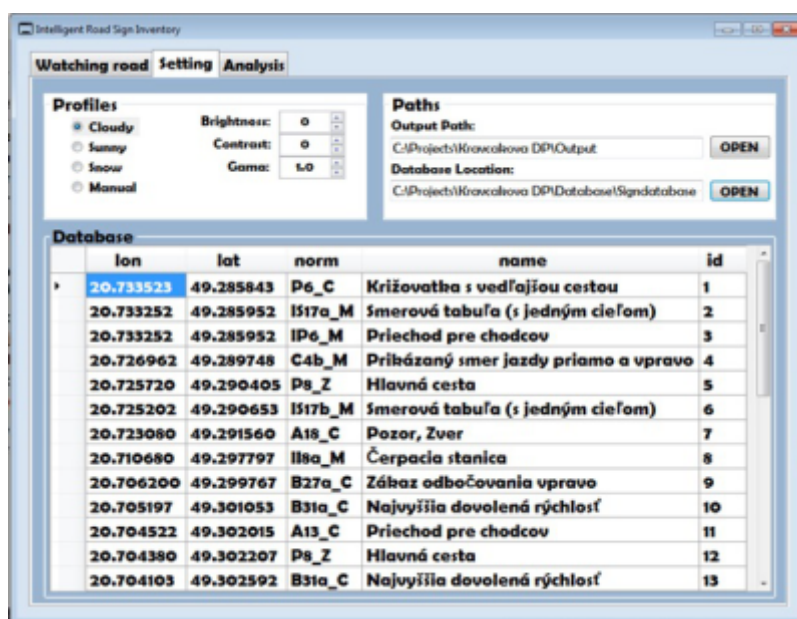 Intelligent Road Sign Inventory
Watching road Setting Analysis
Profiles
Cloudy
Sunny
Snow
Manual
Brightness: 0
Contrast: 0
Gama: 1.0
Paths
Output Path:
C:\Projects\Kravcakova DP\Output OPEN
Database Location:
C:\Projects\Kravcakova DP\Database\Signdatabase OPEN
Database
lon lat norm name id
20.733523 49.285843 P6_C Križovatka s vedľajšou cestou 1
20.733252 49.285952 IS17a_M Smerová tabuľa (s jedným cieľom) 2
20.733252 49.285952 IP6_M Priechod pre chodcov 3
20.726962 49.289748 C4b_M Prikázaný smer jazdy priamo a vpravo 4
20.725720 49.290405 P8_Z Hlavná cesta 5
20.725202 49.290653 IS17b_M Smerová tabuľa (s jedným cieľom) 6
20.723080 49.291560 A18_C Pozor, Zver 7
20.710680 49.297797 II8a_M Čerpacia stanica 8
20.706200 49.299767 B27a_C Zákaz odbočovania vpravo 9
20.705197 49.301053 B31a_C Najvyššia dovolená rýchlosť 10
20.704522 49.302015 A13_C Priechod pre chodcov 11
20.704380 49.302207 P8_Z Hlavná cesta 12
20.704103 49.302592 B31a_C Najvyššia dovolená rýchlosť 13